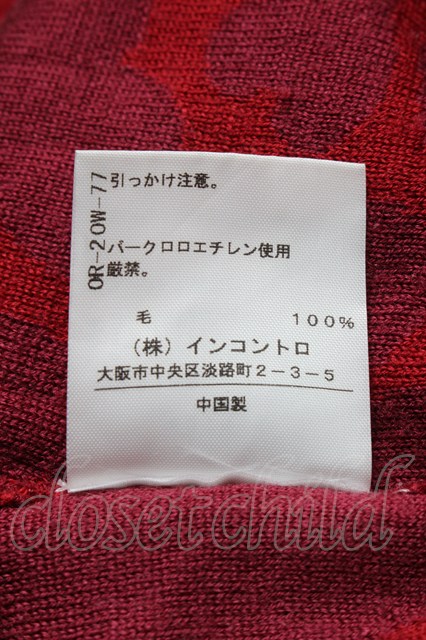 OR-20W-77
引っかけ注意。
パークロロエチレン使用
厳禁。
毛 100%
(株) インコントロ
大阪市中央区淡路町2-3-5
中国製
closetchild